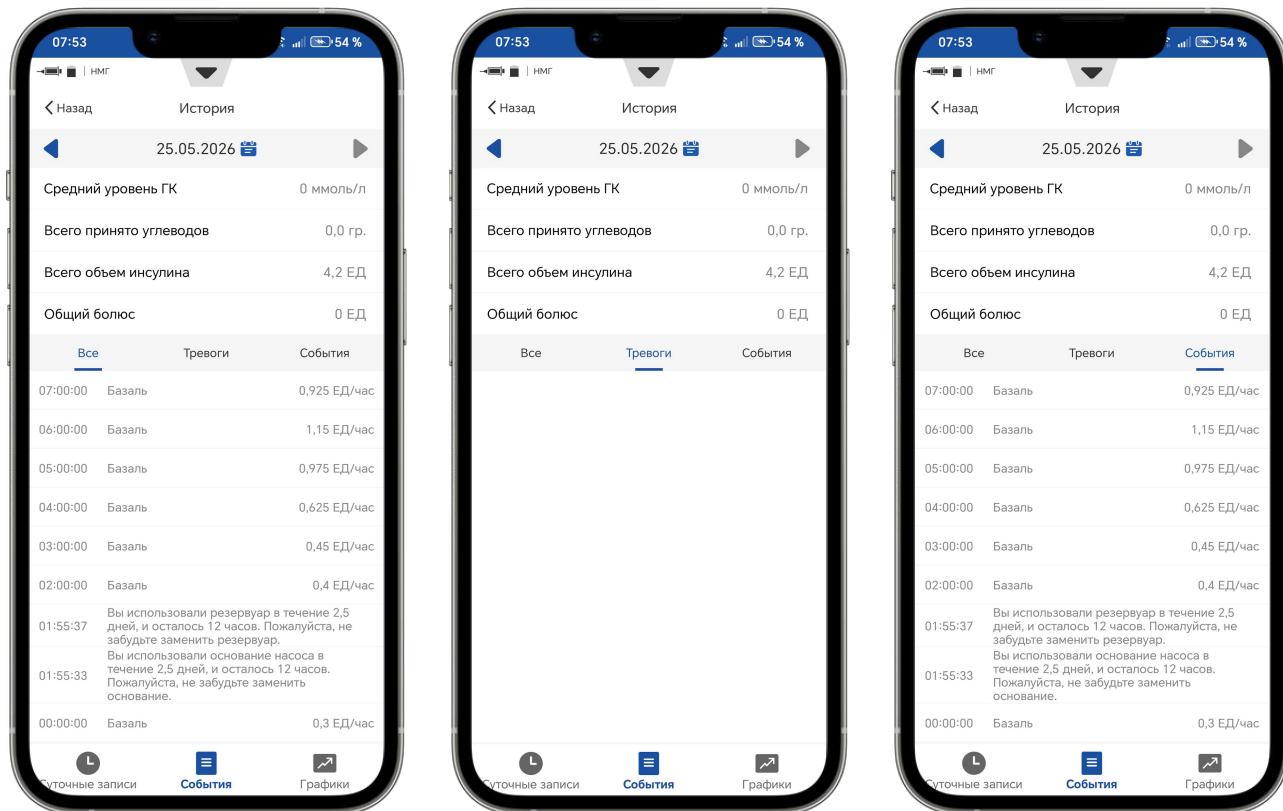 07:53
54 %
НМГ
Назад
История
25.05.2026
Средний уровень ГК
0 ммоль/л
Всего принято углеводов
0,0 гр.
Всего объем инсулина
4,2 ЕД
Общий болюс
0 ЕД
Все
Тревоги
События
07:00:00 Базаль 0,925 ЕД/час
06:00:00 Базаль 1,15 ЕД/час
05:00:00 Базаль 0,975 ЕД/час
04:00:00 Базаль 0,625 ЕД/час
03:00:00 Базаль 0,45 ЕД/час
02:00:00 Базаль 0,4 ЕД/час
01:55:37
Вы использовали резервуар в течение 2,5
дней, и осталось 12 часов. Пожалуйста, не
забудьте заменить резервуар.
01:55:33
Вы использовали основание насоса в
течение 2,5 дней, и осталось 12 часов.
Пожалуйста, не забудьте заменить
основание.
00:00:00 Базаль 0,3 ЕД/час
уточные записи
События
Графики
07:53
54 %
НМГ
Назад
История
25.05.2026
Средний уровень ГК
0 ммоль/л
Всего принято углеводов
0,0 гр.
Всего объем инсулина
4,2 ЕД
Общий болюс
0 ЕД
Все
Тревоги
События
уточные записи
События
Графики
07:53
54 %
НМГ
Назад
История
25.05.2026
Средний уровень ГК
0 ммоль/л
Всего принято углеводов
0,0 гр.
Всего объем инсулина
4,2 ЕД
Общий болюс
0 ЕД
Все
Тревоги
События
07:00:00 Базаль 0,925 ЕД/час
06:00:00 Базаль 1,15 ЕД/час
05:00:00 Базаль 0,975 ЕД/час
04:00:00 Базаль 0,625 ЕД/час
03:00:00 Базаль 0,45 ЕД/час
02:00:00 Базаль 0,4 ЕД/час
01:55:37
Вы использовали резервуар в течение 2,5
дней, и осталось 12 часов. Пожалуйста, не
забудьте заменить резервуар.
01:55:33
Вы использовали основание насоса в
течение 2,5 дней, и осталось 12 часов.
Пожалуйста, не забудьте заменить
основание.
00:00:00 Базаль 0,3 ЕД/час
уточные записи
События
Графики